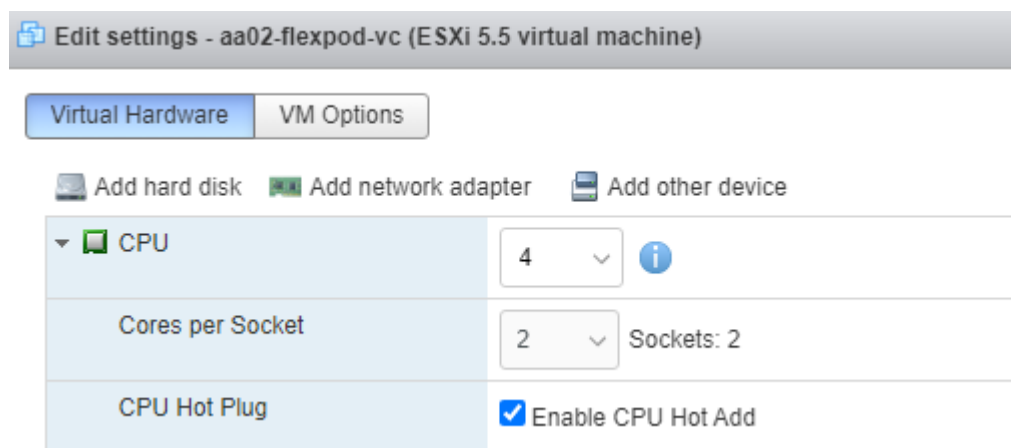 Edit settings - aa02-flexpod-vc (ESXi 5.5 virtual machine)
Virtual Hardware VM Options
Add hard disk Add network adapter Add other device
CPU 4 i
Cores per Socket 2 Sockets: 2
CPU Hot Plug Enable CPU Hot Add